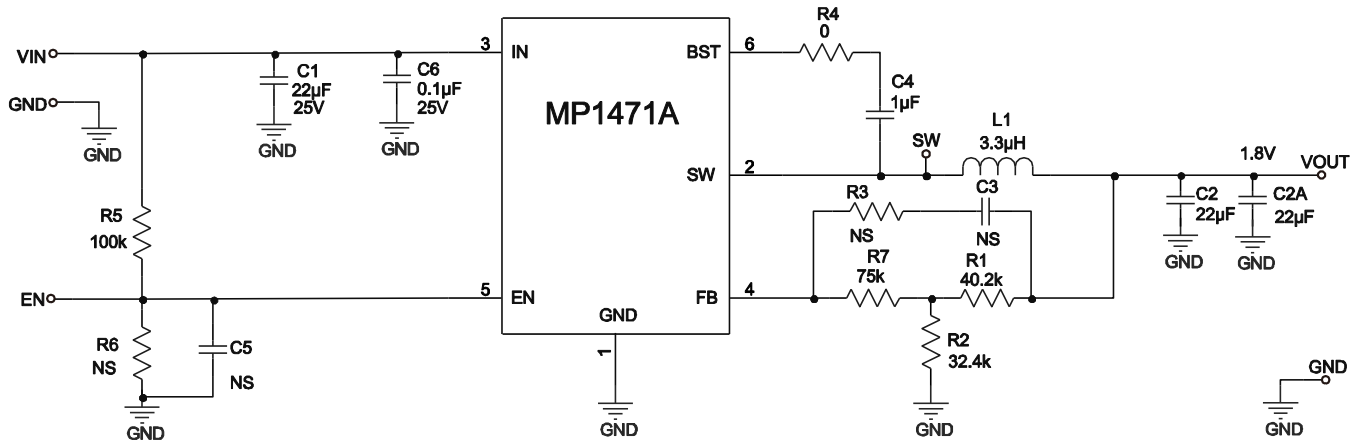 VIN
GND
GND
R5
100k
C1
22µF
25V
GND
C6
0.1µF
25V
GND
EN
R6
NS
C5
NS
GND
3
IN
5
EN
MP1471A
GND
1
GND
BST
6
SW
2
FB
4
R4
0
C4
1µF
SW
L1
3.3µH
R3
NS
C3
NS
R7
75k
R1
40.2k
R2
32.4k
GND
1.8V
VOUT
C2
22µF
GND
C2A
22µF
GND
GND
GND